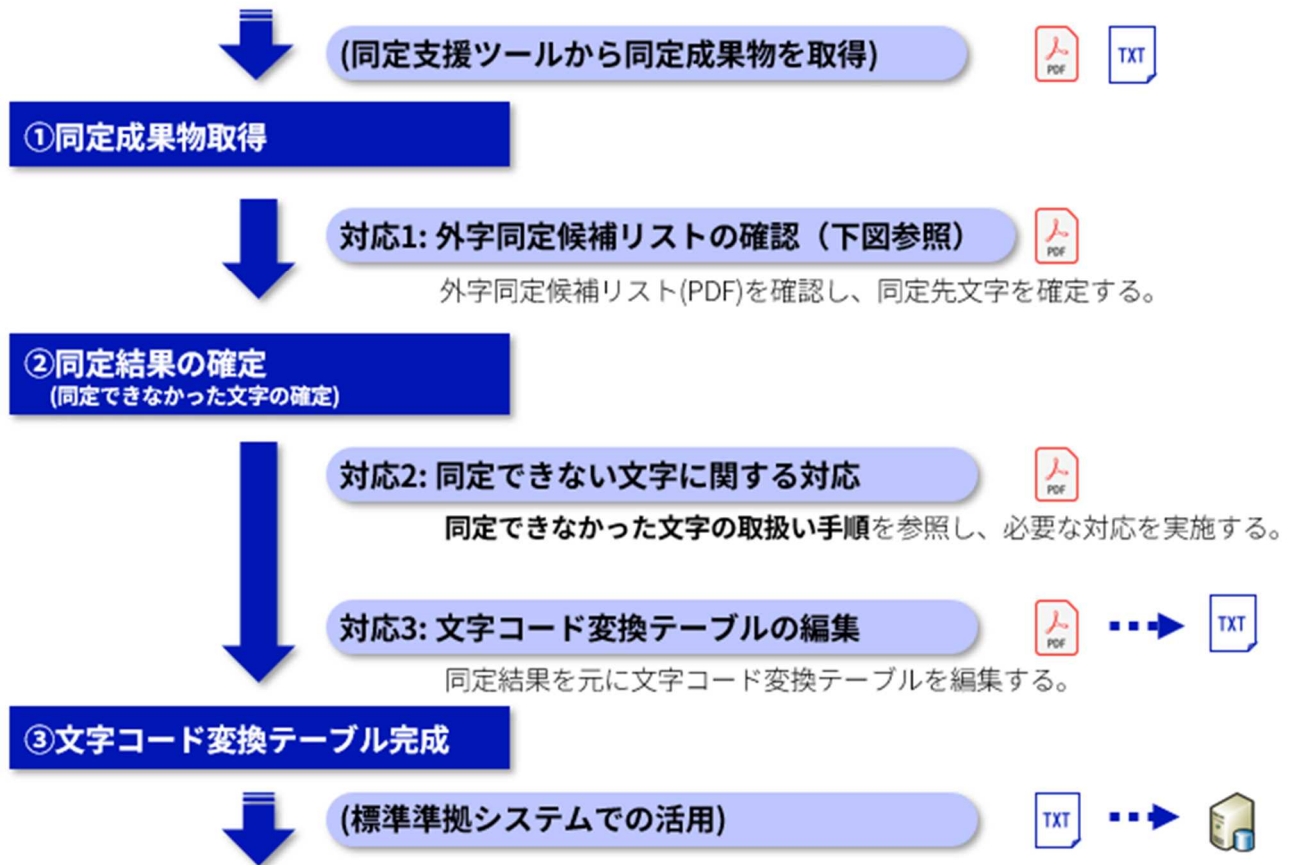 (同定支援ツールから同定成果物を取得)
PDF
TXT
①同定成果物取得
対応1: 外字同定候補リストの確認（下図参照）
PDF
外字同定候補リスト(PDF)を確認し、同定先文字を確定する。
②同定結果の確定
(同定できなかった文字の確定)
対応2: 同定できない文字に関する対応
PDF
同定できなかった文字の取扱い手順を参照し、必要な対応を実施する。
対応3: 文字コード変換テーブルの編集
PDF
TXT
同定結果を元に文字コード変換テーブルを編集する。
③文字コード変換テーブル完成
(標準準拠システムでの活用)
TXT